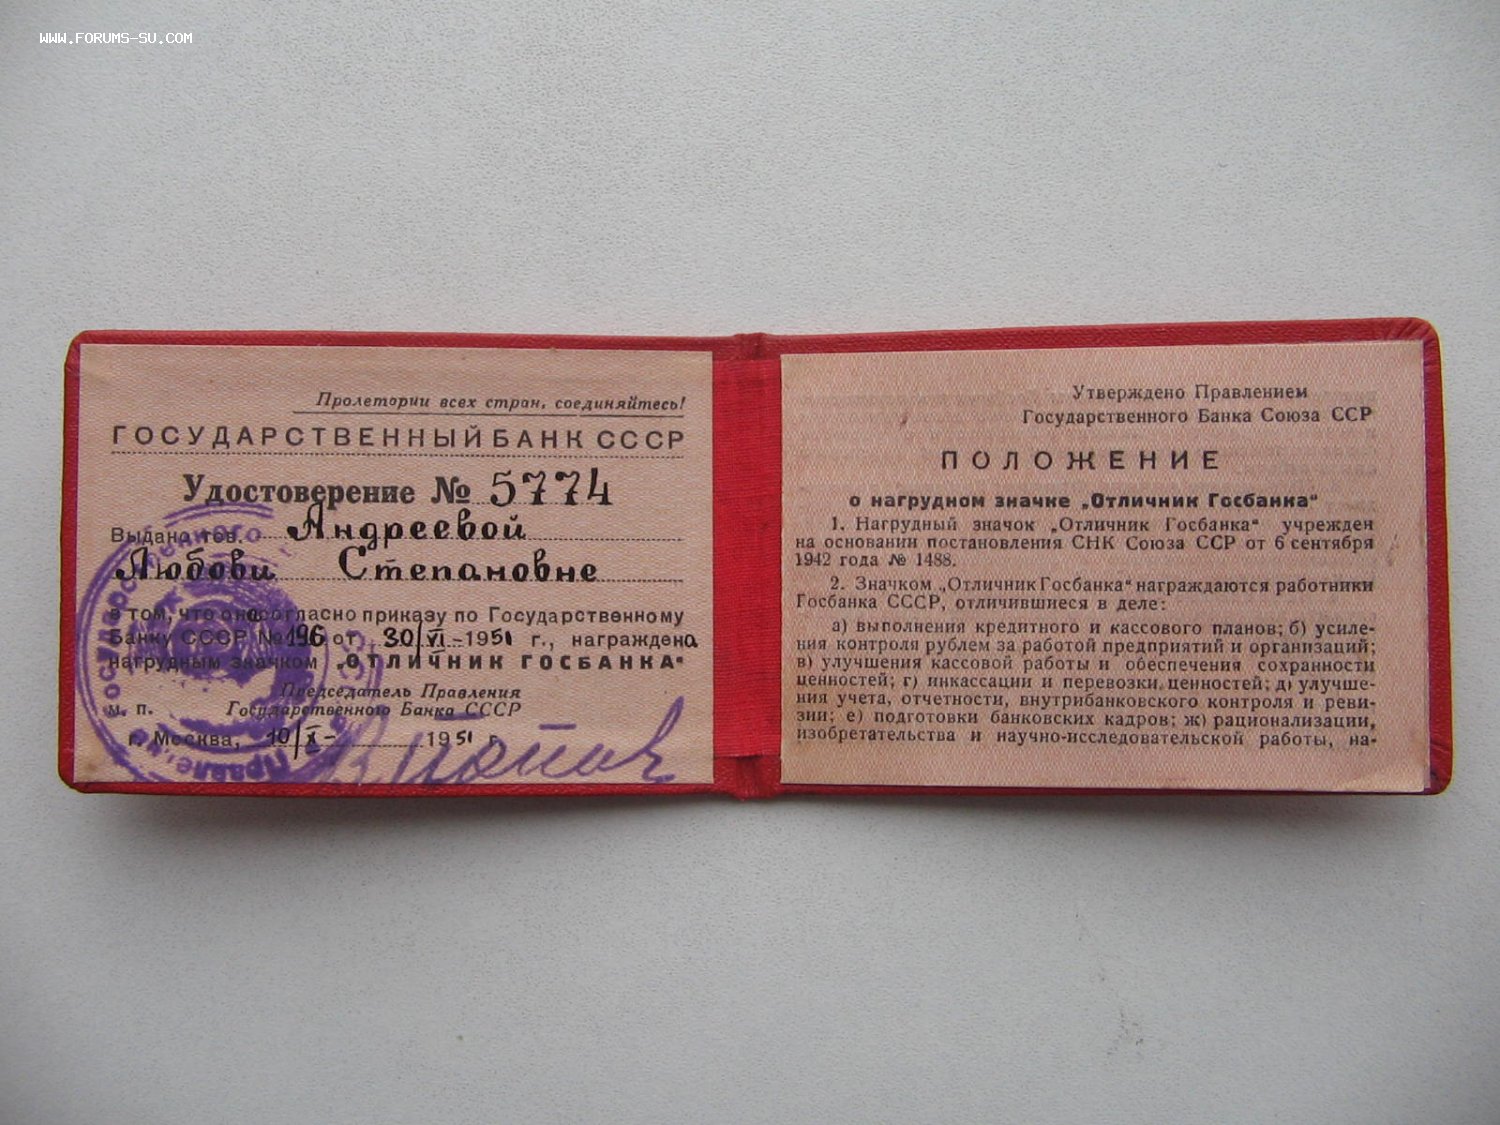 WWW.FORUMS-SU.COM
Пролетарии всех стран, соединяйтесь!
ГОСУДАРСТВЕННЫЙ БАНК СССР
Удостоверение № 5774
Выдано тов. Андреевой
Любови Степановне
в том, что она согласно приказу по Государственному
Банку СССР № 196 от 30/VI-1951 г., награждена
нагрудным значком „ОТЛИЧНИК ГОСБАНКА“
Председатель Правления
м. п. Государственного Банка СССР
г. Москва, 10/X- 1951 г.
Утверждено Правлением
Государственного Банка Союза ССР
ПОЛОЖЕНИЕ
о нагрудном значке „Отличник Госбанка“
1. Нагрудный значок „Отличник Госбанка“ учрежден
на основании постановления СНК Союза ССР от 6 сентября
1942 года № 1488.
2. Значком „Отличник Госбанка“ награждаются работники
Госбанка СССР, отличившиеся в деле:
а) выполнения кредитного и кассового планов; б) усиле-
ния контроля рублем за работой предприятий и организаций;
в) улучшения кассовой работы и обеспечения сохранности
ценностей; г) инкассации и перевозки ценностей; д) улучше-
ния учета, отчетности, внутрибанковского контроля и реви-
зии; е) подготовки банковских кадров; ж) рационализации,
изобретательства и научно-исследовательской работы, на-